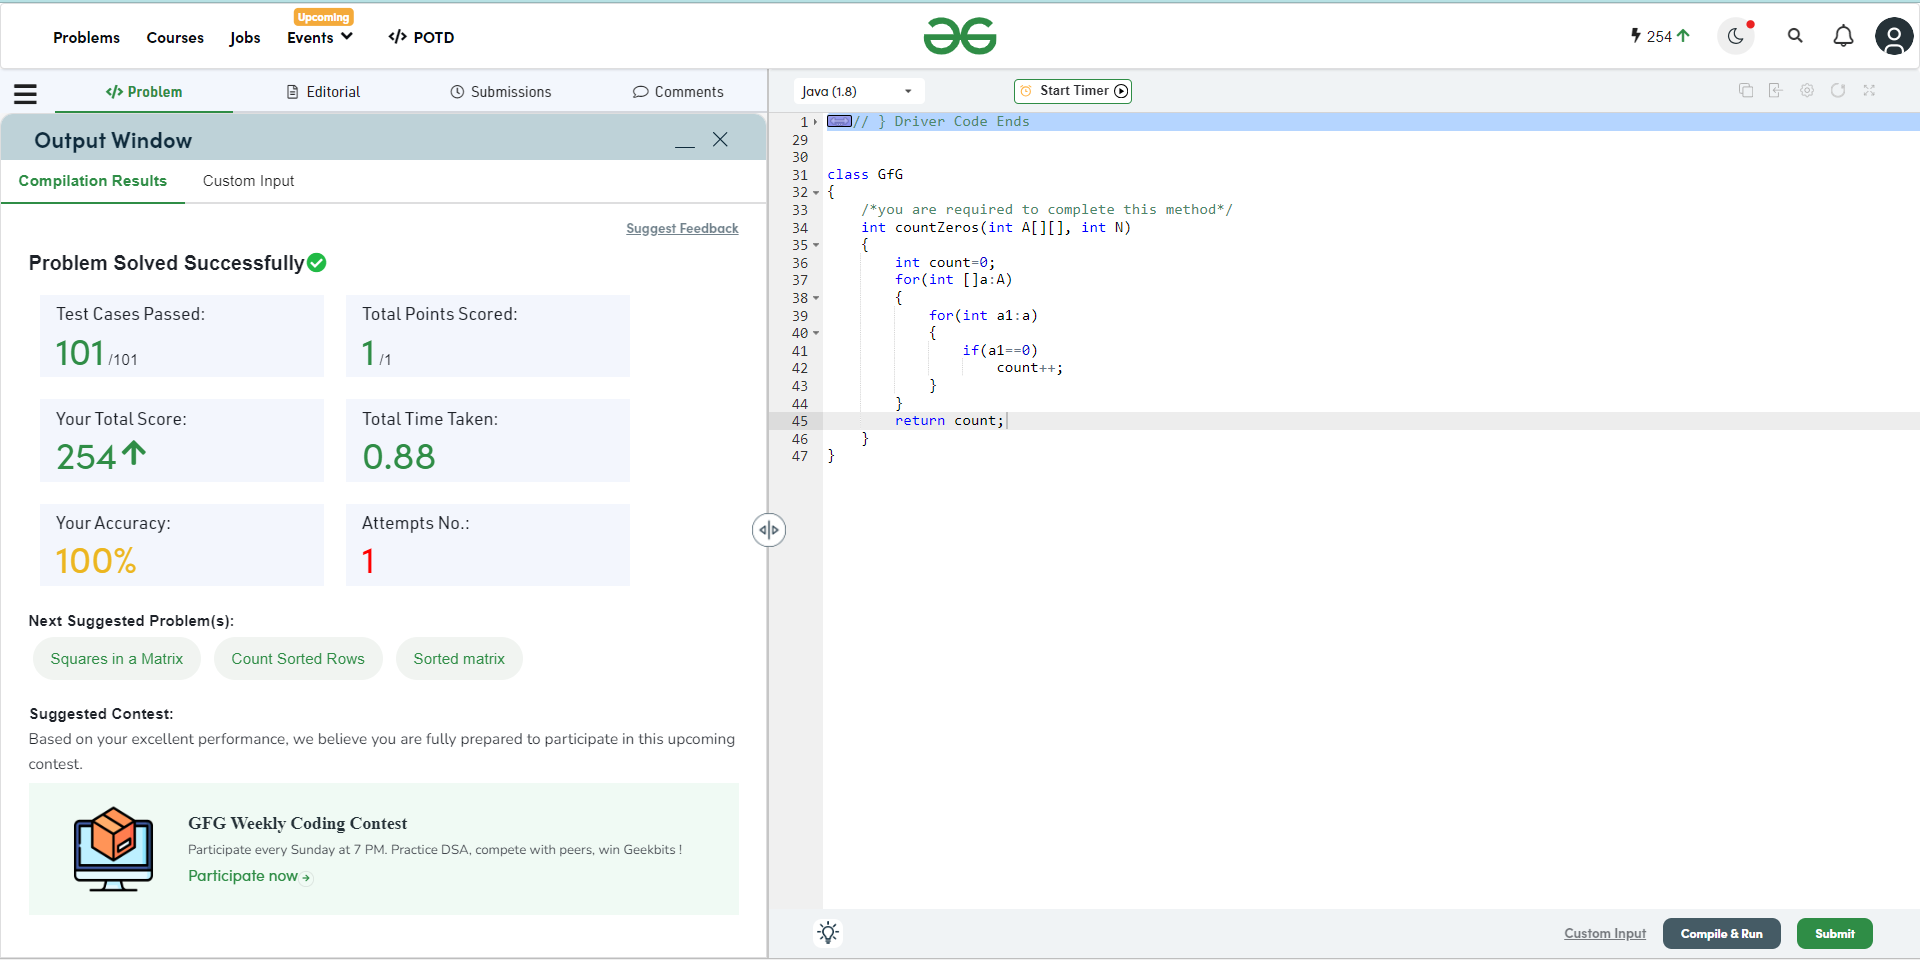 Upcoming
Problems Courses Jobs Events </> POTD
254
</> Problem Editorial Submissions Comments
Output Window
Compilation Results Custom Input
Suggest Feedback
Problem Solved Successfully
Test Cases Passed: Total Points Scored:
101 /101 1 /1
Your Total Score: Total Time Taken:
254 0.88
Your Accuracy: Attempts No.:
100% 1
Next Suggested Problem(s):
Squares in a Matrix Count Sorted Rows Sorted matrix
Suggested Contest:
Based on your excellent performance, we believe you are fully prepared to participate in this upcoming
contest.
GFG Weekly Coding Contest
Participate every Sunday at 7 PM. Practice DSA, compete with peers, win Geekbits !
Participate now
Java (1.8) Start Timer
1 // } Driver Code Ends
29
30
31 class GfG
32 {
33 /*you are required to complete this method*/
34 int countZeros(int A[][], int N)
35 {
36 int count=0;
37 for(int []a:A)
38 {
39 for(int a1:a)
40 {
41 if(a1==0)
42 count++;
43 }
44 }
45 return count;
46 }
47 }
Custom Input Compile & Run Submit